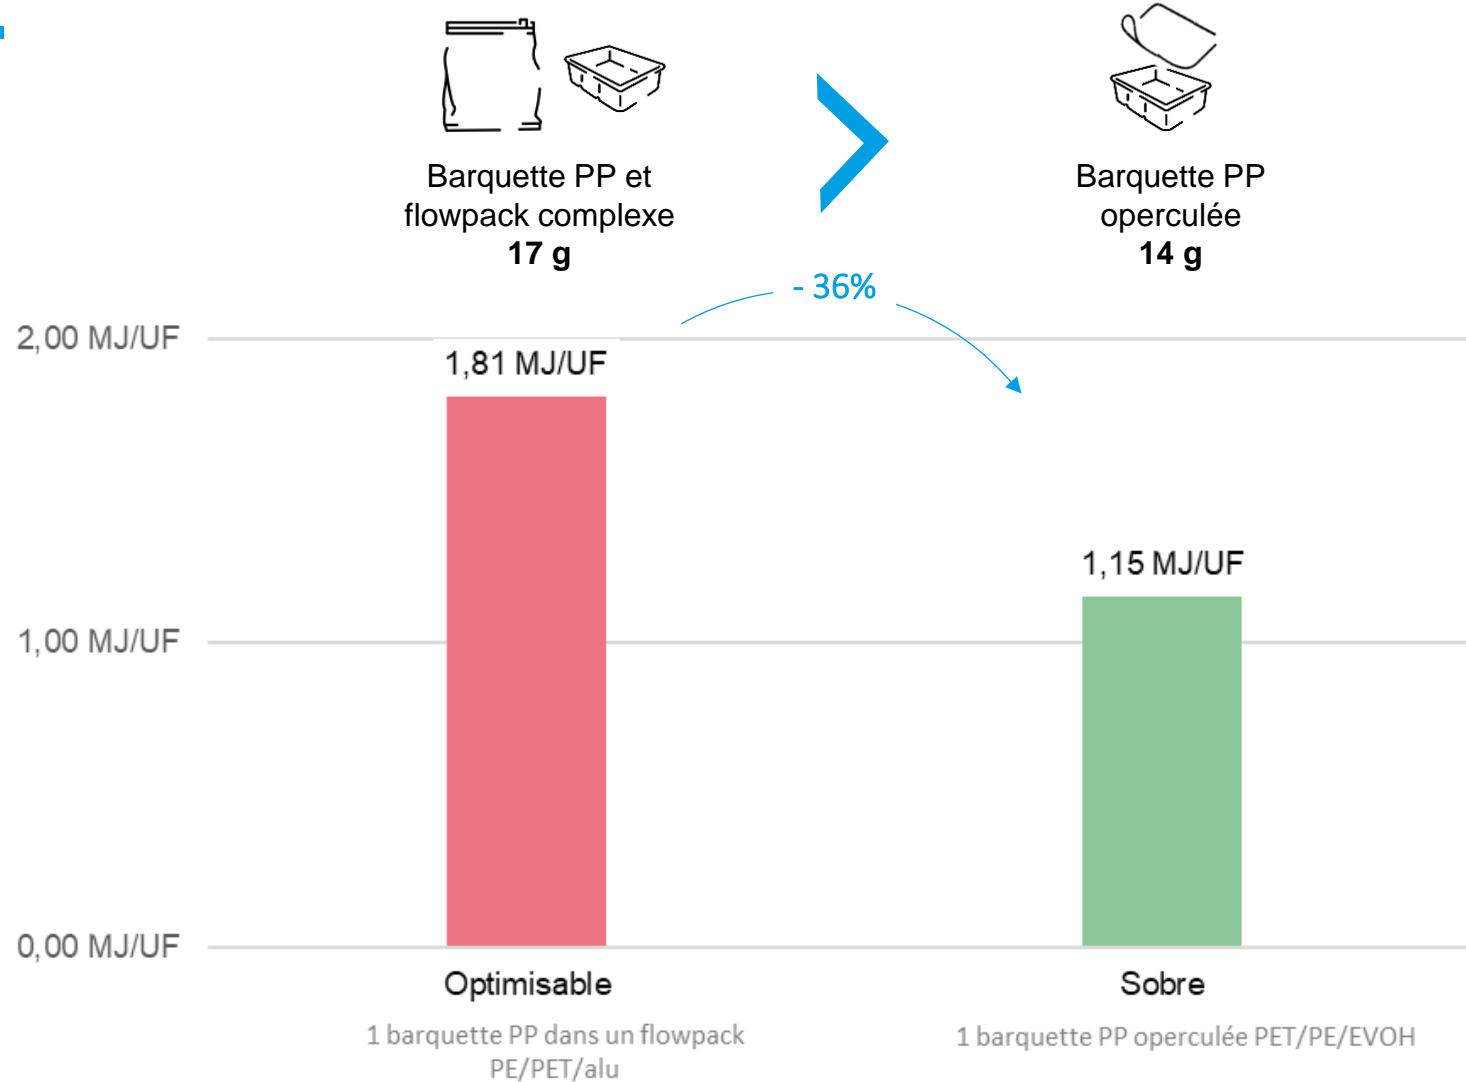 Barquette PP et
flowpack complexe
17 g
Barquette PP
operculée
14 g
- 36%
2,00 MJ/UF
1,81 MJ/UF
1,15 MJ/UF
1,00 MJ/UF
0,00 MJ/UF
Optimisable
Sobre
1 barquette PP dans un flowpack
PE/PET/alu
1 barquette PP operculée PET/PE/EVOH